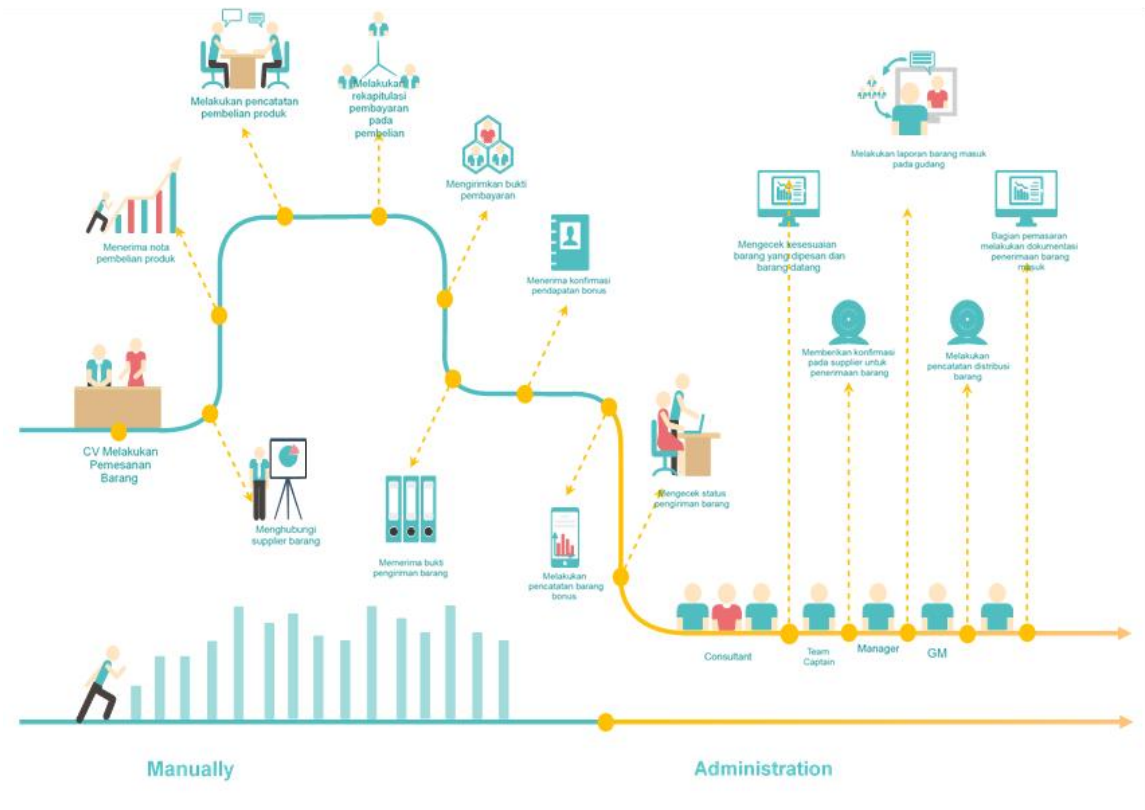 Melakukan pencatatan
pembelian produk
Melakukan
rekapitulasi
pembayaran
pada
pembelian
Mengirimkan bukti
pembayaran
Menerima nota
pembelian produk
Menerima konfirmasi
pendapatan bonus
CV Melakukan
Pemesanan
Barang
Menghubungi
supplier barang
Memerima bukti
pengiriman barang
Melakukan
pencatatan barang
bonus
Mengecek status
pengiriman barang
Melakukan laporan barang masuk
pada gudang
Mengecek kesesuaian
barang yang dipesan dan
barang datang
Bagian pemasaran
melakukan dokumentasi
penerimaan barang
masuk
Memberikan konfirmasi
pada supplier untuk
penerimaan barang
Melakukan
pencatatan distribusi
barang
Consultant
Team
Captain
Manager
GM
Manually
Administration